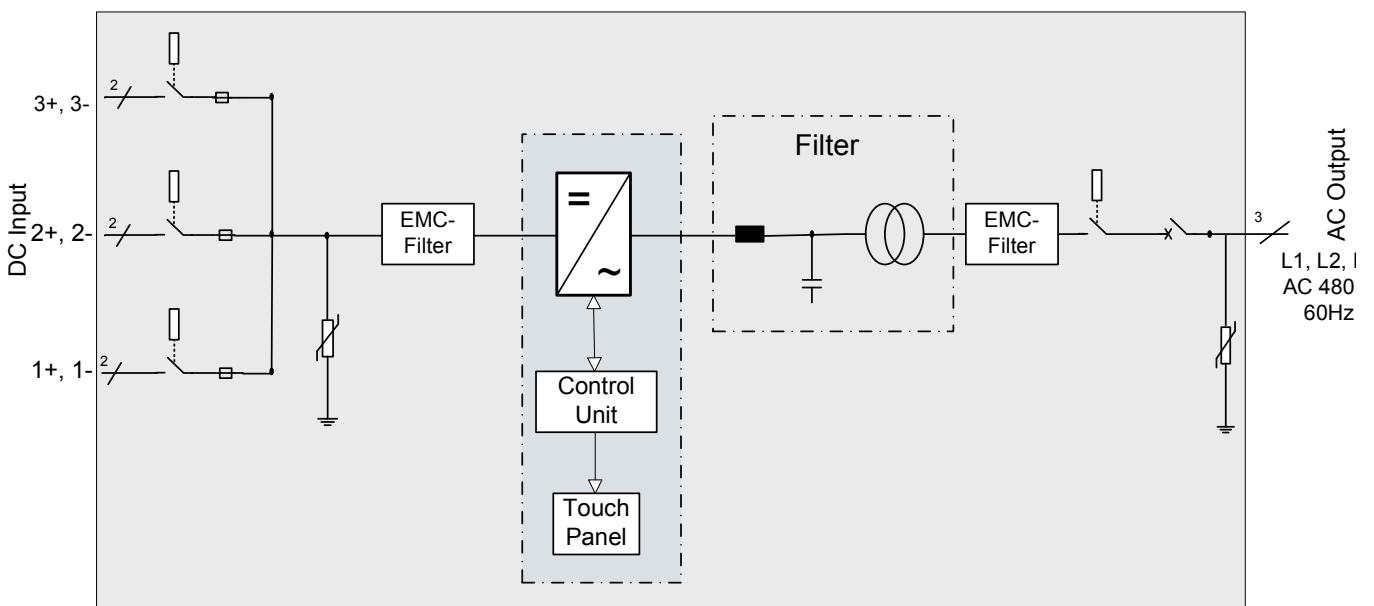 DC Input
3+, 3-
2
2+, 2-
2
1+, 1-
2
EMC-
Filter
=
~
Control
Unit
Touch
Panel
Filter
EMC-
Filter
3
AC Output
L1, L2,
AC 480
60Hz